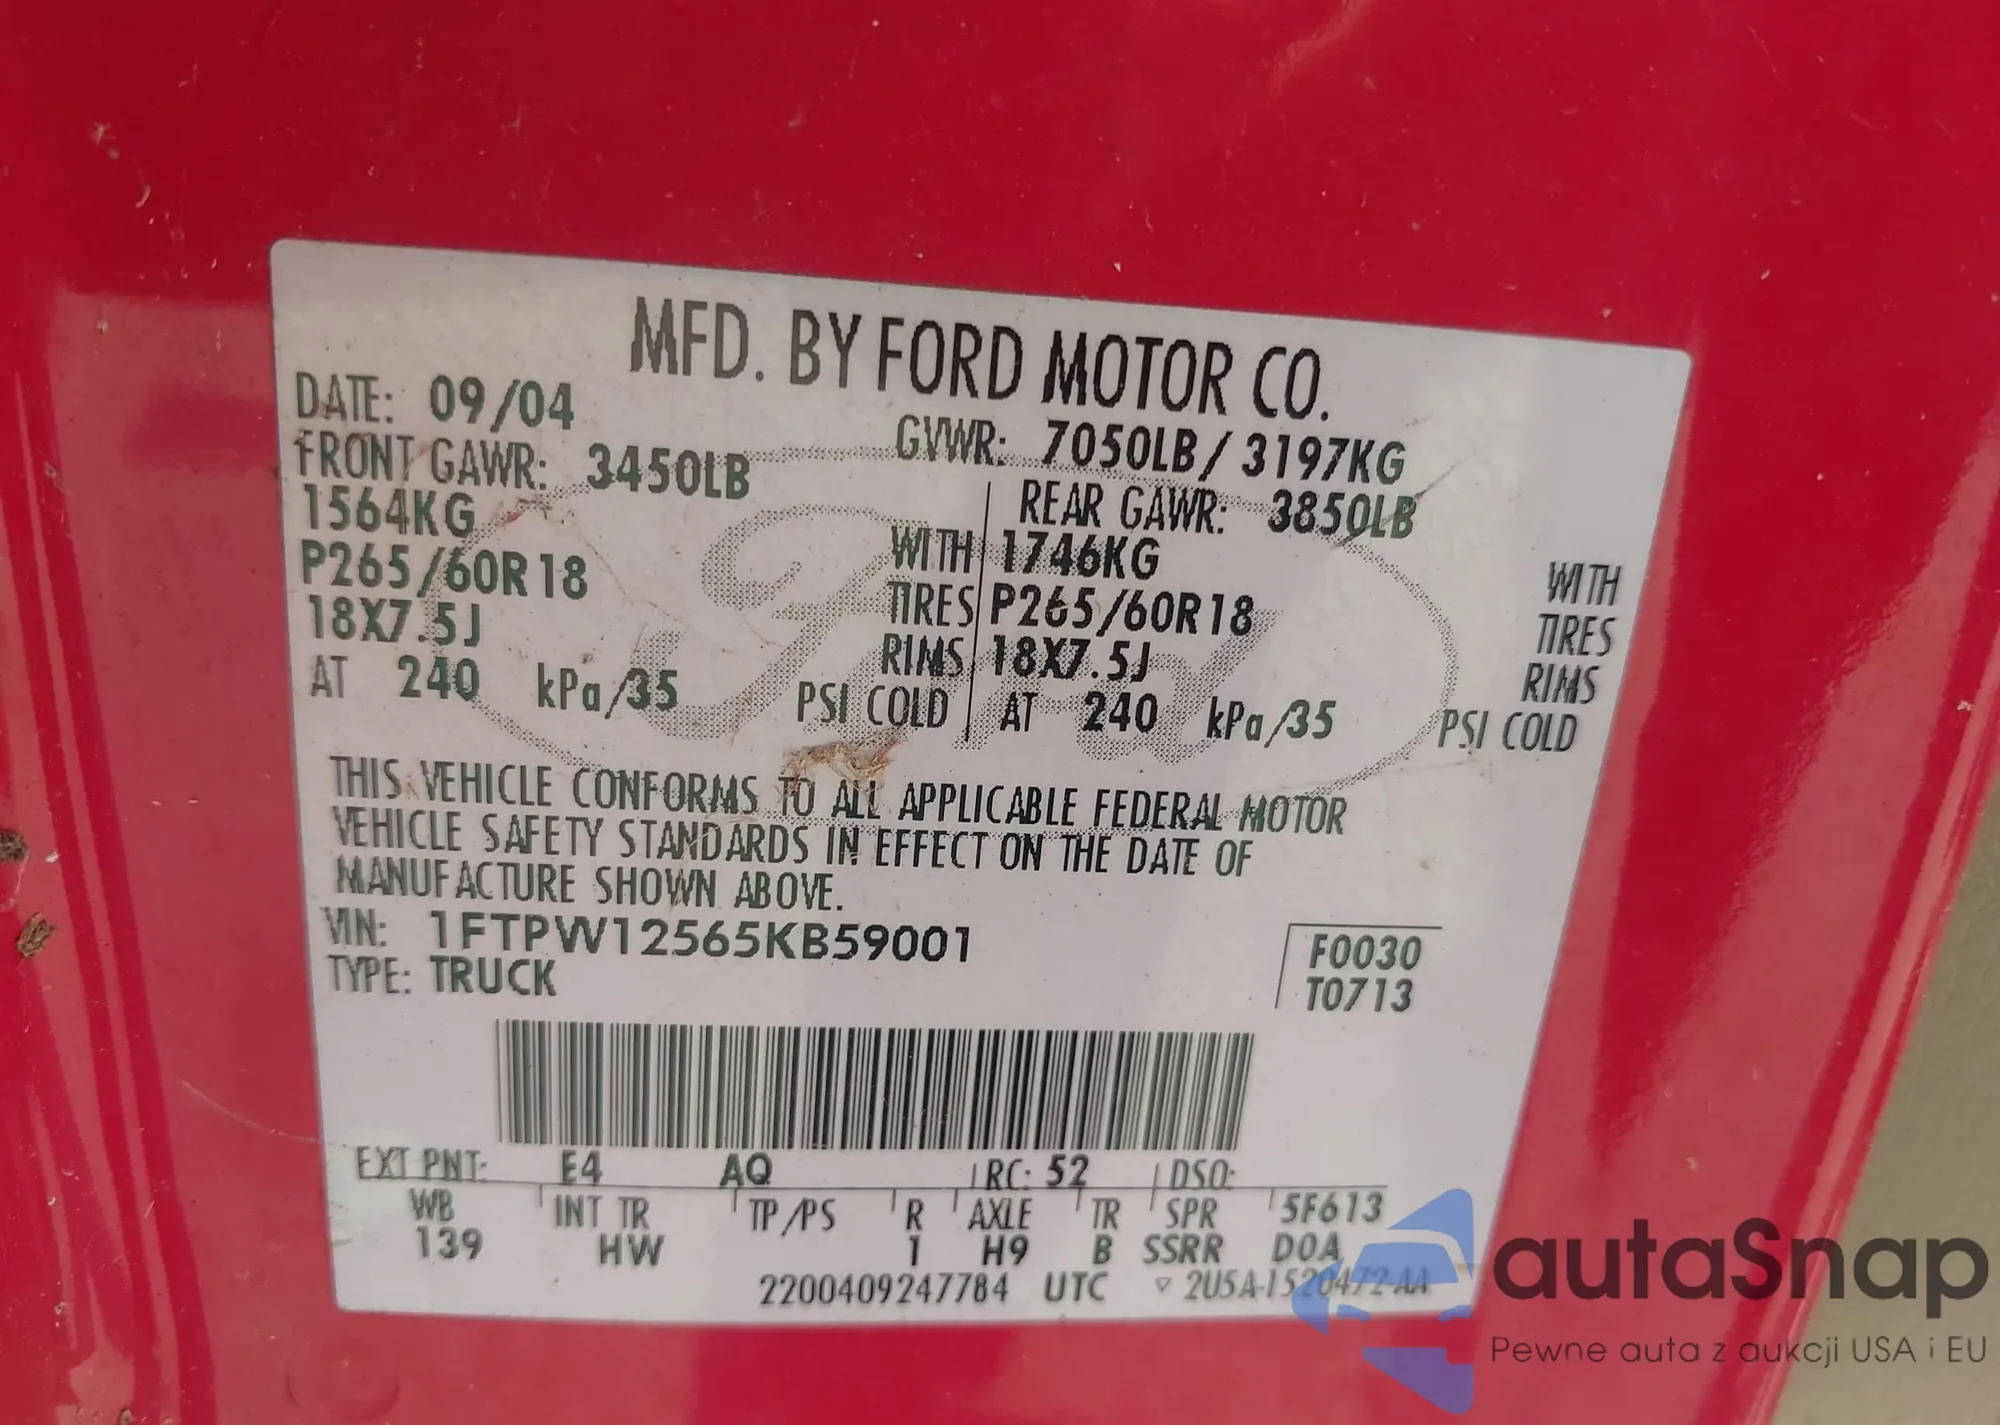 MFD. BY FORD MOTOR CO.
DATE: 09/04
GVWR: 7050LB / 3197KG
FRONT GAWR: 3450LB
1564KG WITH
P265/60R18 TIRES
18X7.5J RIMS
AT 240 kPa/35 PSI COLD
REAR GAWR: 3850LB
1746KG WITH
P265/60R18 TIRES
18X7.5J RIMS
AT 240 kPa/35 PSI COLD
THIS VEHICLE CONFORMS TO ALL APPLICABLE FEDERAL MOTOR
VEHICLE SAFETY STANDARDS IN EFFECT ON THE DATE OF
MANUFACTURE SHOWN ABOVE.
VIN: 1FTPW12565KB59001
TYPE: TRUCK
F0030
T0713
EXT PNT: E4 AQ RC: 52 DSO:
WB INT TR TP/PS R AXLE TR SPR 5F613
139 HW 1 H9 B SSRR D0A
2200409247784 UTC ▽ 2U5A-1520472-AA
Ford
autaSnap
Pewne auta z aukcji USA i EU